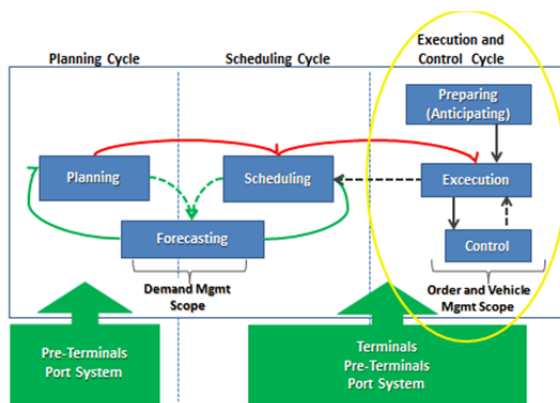 Planning Cycle
Scheduling Cycle
Execution and
Control Cycle
Preparing
(Anticipating)
Planning
Scheduling
Excecution
Forecasting
Control
Demand Mgmt
Scope
Order and Vehicle
Mgmt Scope
Pre-Terminals
Port System
Terminals
Pre-Terminals
Port System